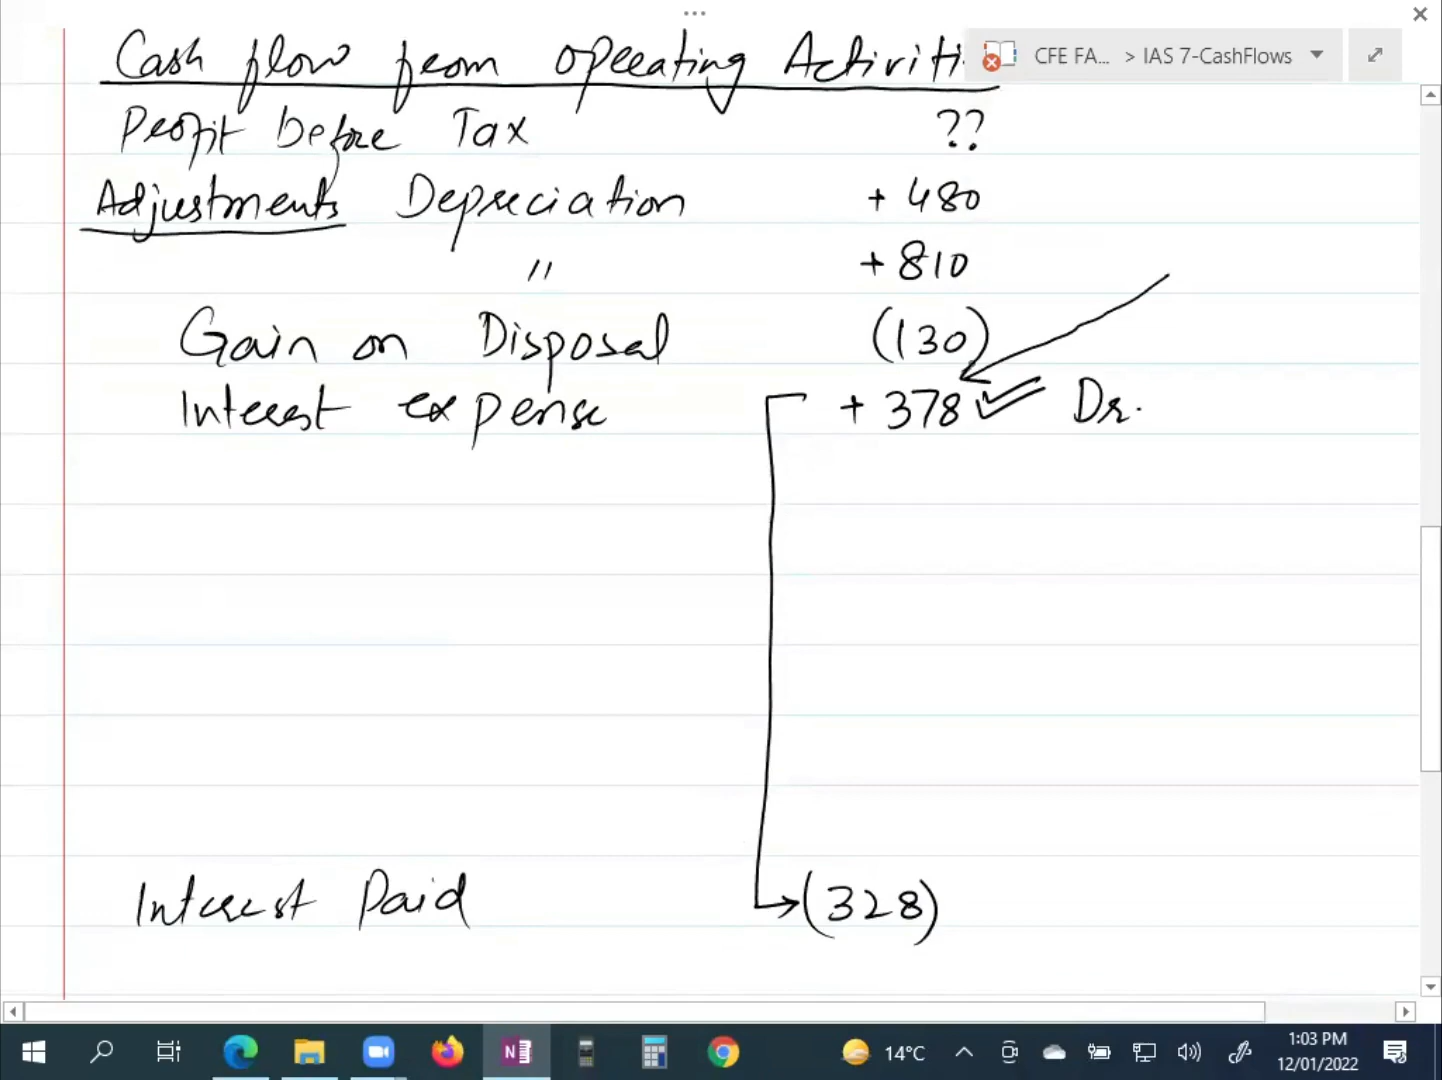 Cash flow from operating Activiti
CFE FA... > IAS 7-CashFlows
Profit before Tax ??
Adjustments Depreciation + 480
" + 810
Gain on Disposal (130)
Interest expense + 378 Dr.
Interest Paid (328)
14°C
1:03 PM
12/01/2022